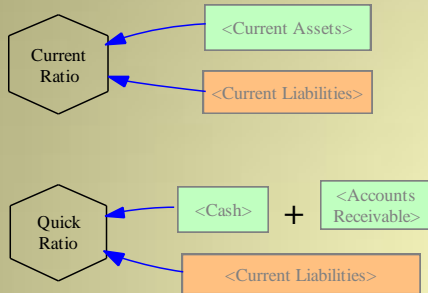 Current
Ratio
<Current Assets>
<Current Liabilities>
Quick
Ratio
<Cash>
+
<Accounts
Receivable>
<Current Liabilities>